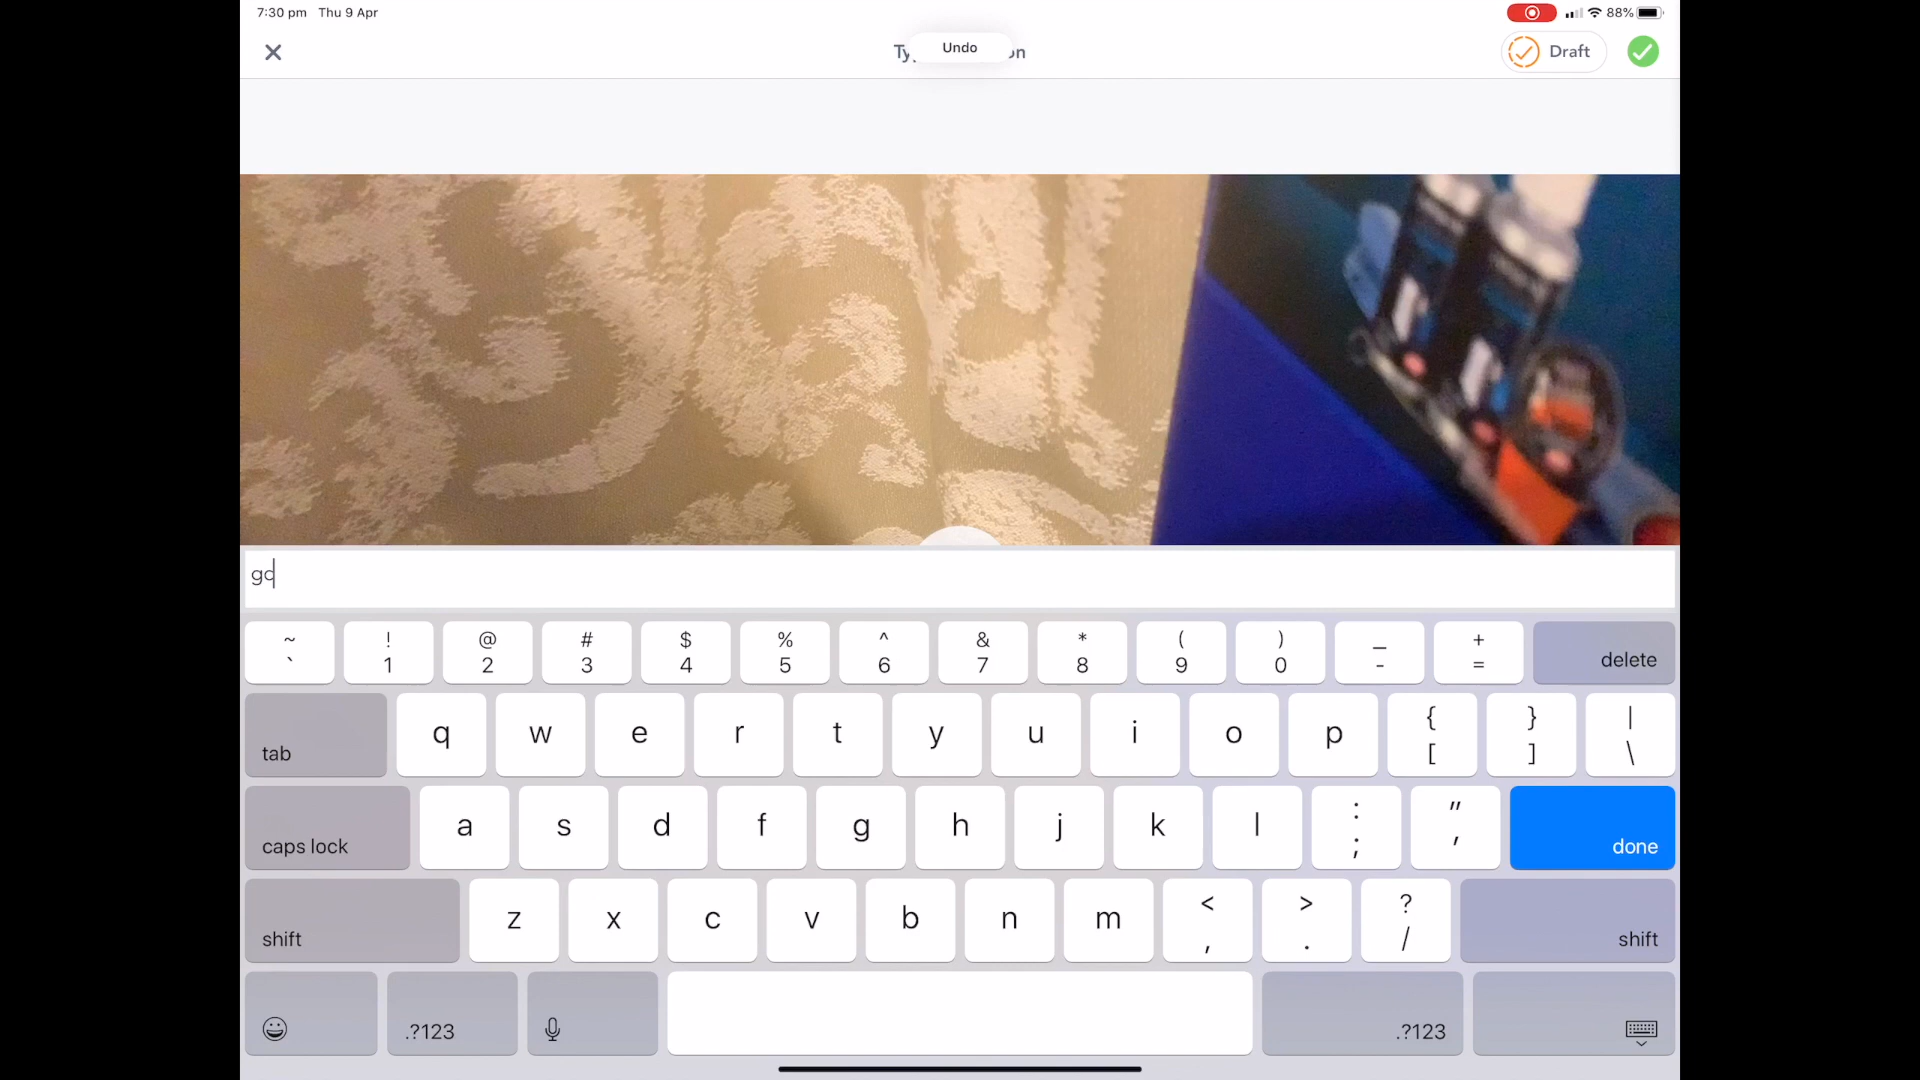 7:30 pm Thu 9 Apr
88%
Undo
Draft
gc
~ ! @ # $ % ^ & * ( ) _ +
` 1 2 3 4 5 6 7 8 9 0 - = delete
tab q w e r t y u i o p { [ } ] | \
caps lock a s d f g h j k l : ; " ' done
shift z x c v b n m < , > . ? / shift
.?123 .?123